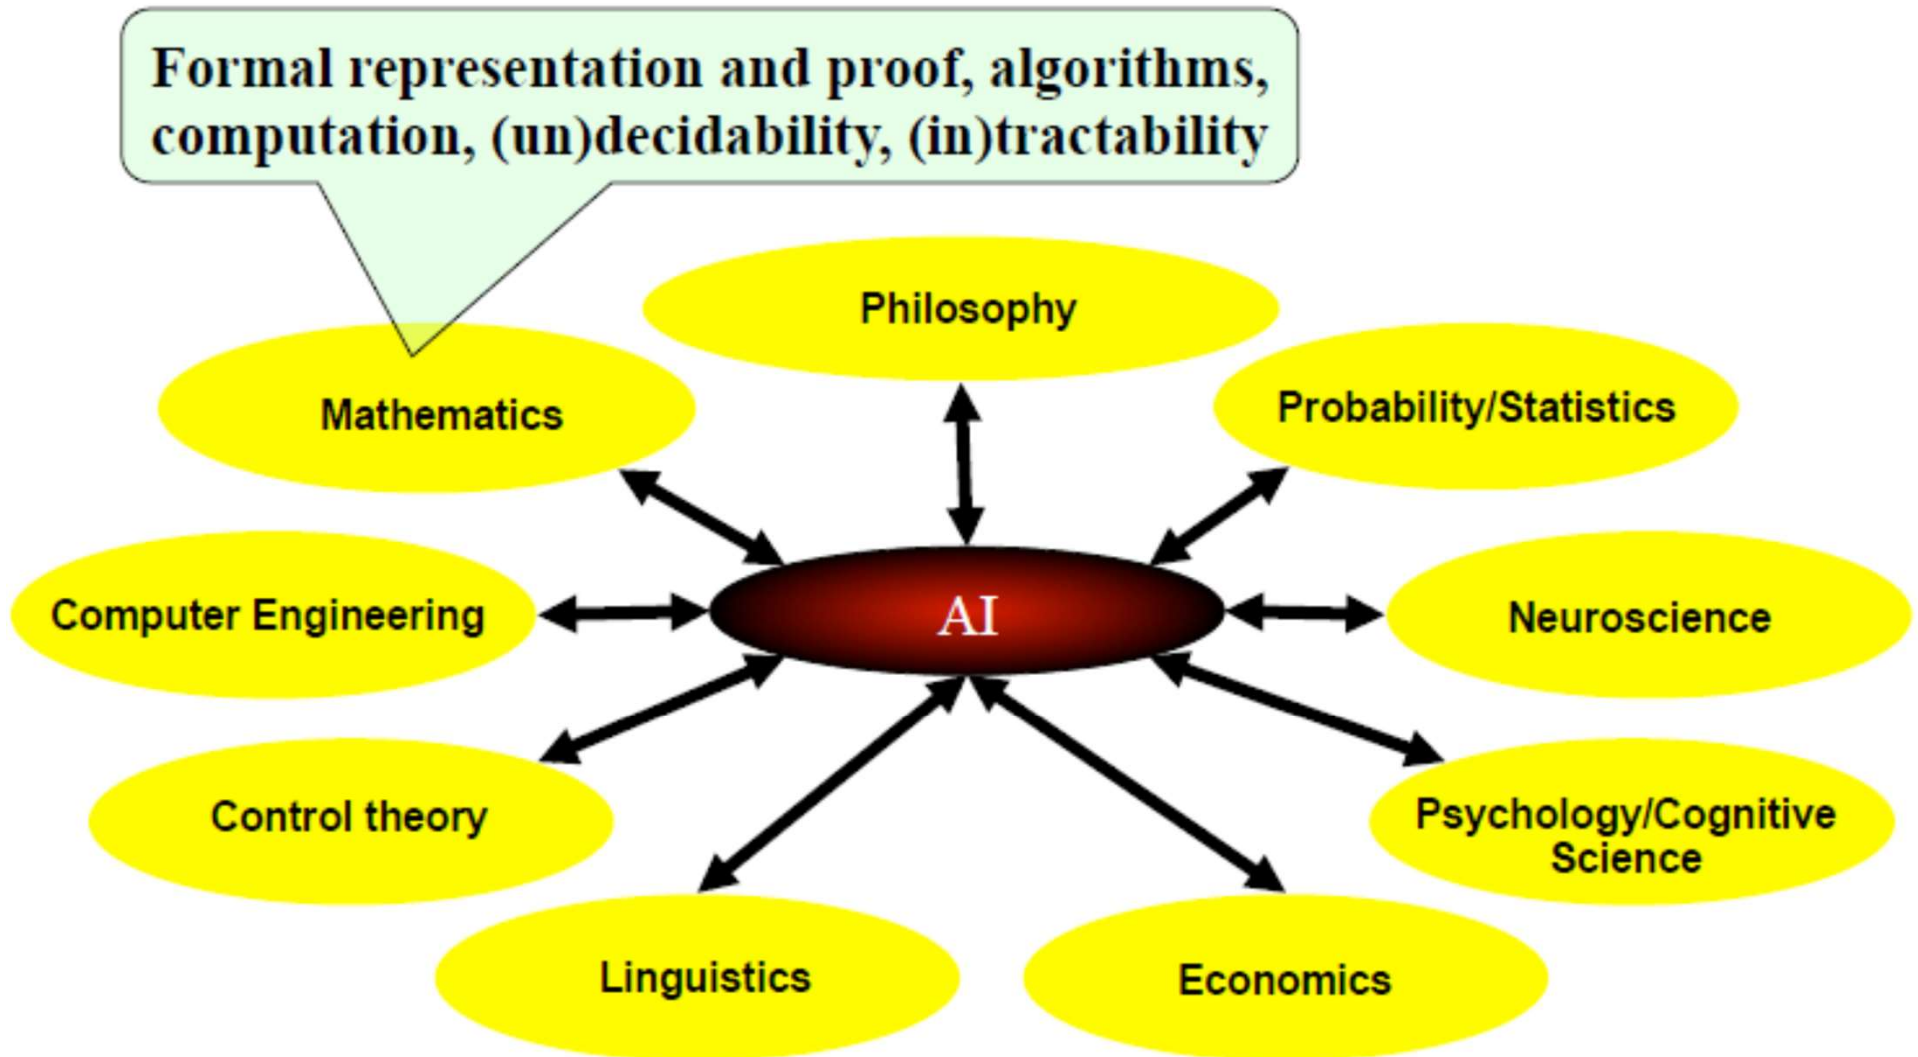 Formal representation and proof, algorithms,
computation, (un)decidability, (in)tractability
Philosophy
Mathematics
Probability/Statistics
Computer Engineering
AI
Neuroscience
Control theory
Psychology/Cognitive
Science
Linguistics
Economics